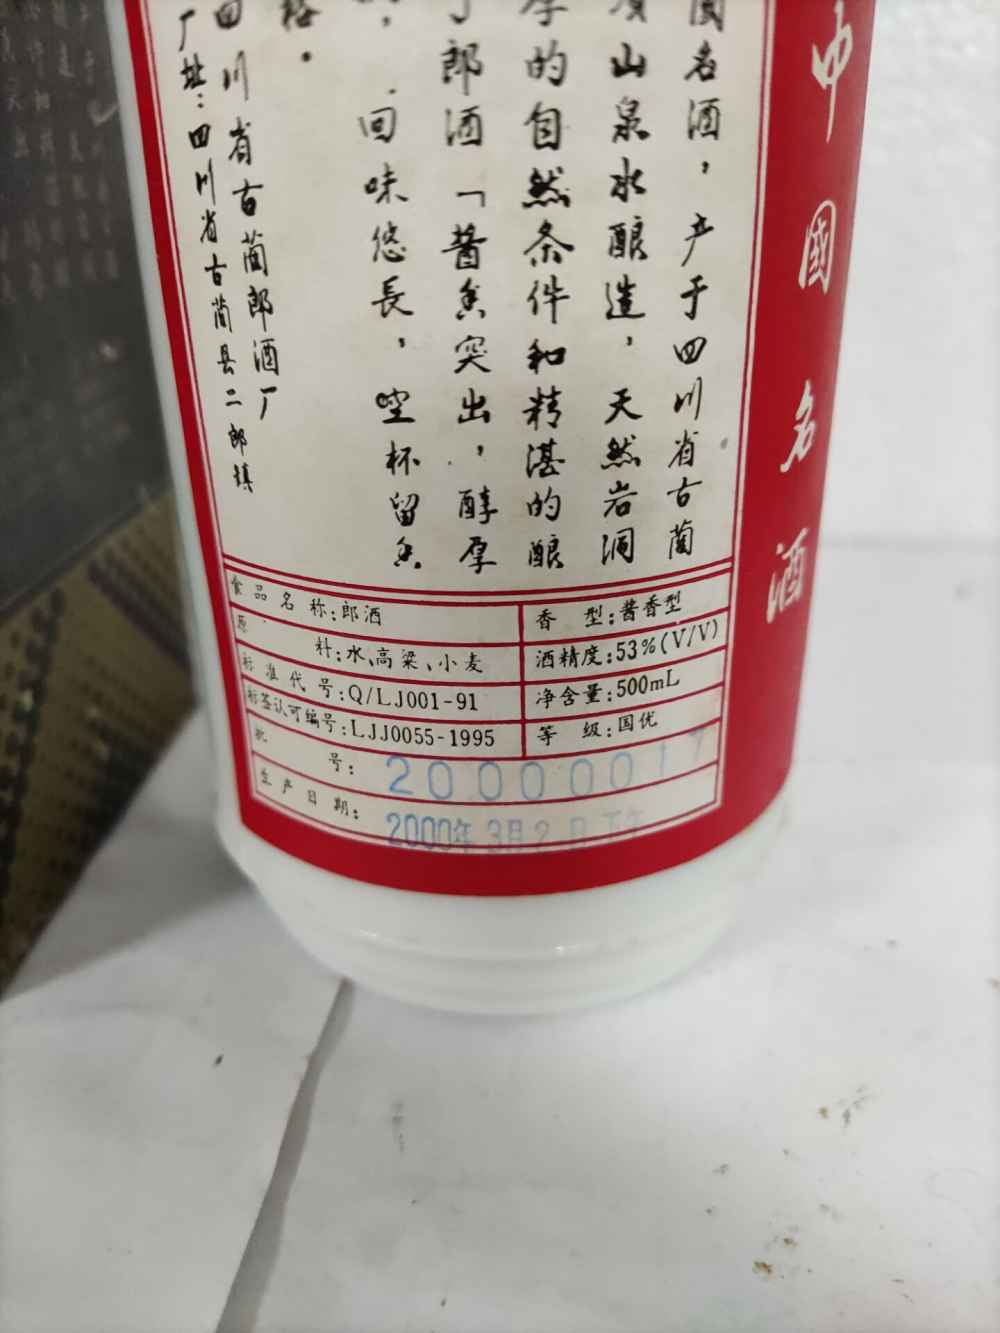 中國名酒
国名酒，产于四川省古蔺
山泉水酿造，天然岩洞
的自然条件和精湛的酿
了郎酒「酱香突出，醇厚
回味悠長，空杯留香
格。
四川省古蔺郎酒厂
厂址：四川省古蔺县二郎镇
食品名称：郎酒
香型：酱香型
原料：水、高粱、小麦
酒精度：53%(V/V)
标准代号：Q/LJ001-91
净含量：500mL
标签认可编号：LJJ0055-1995
等级：国优
批号：20000017
生产日期：2000年3月2日下午